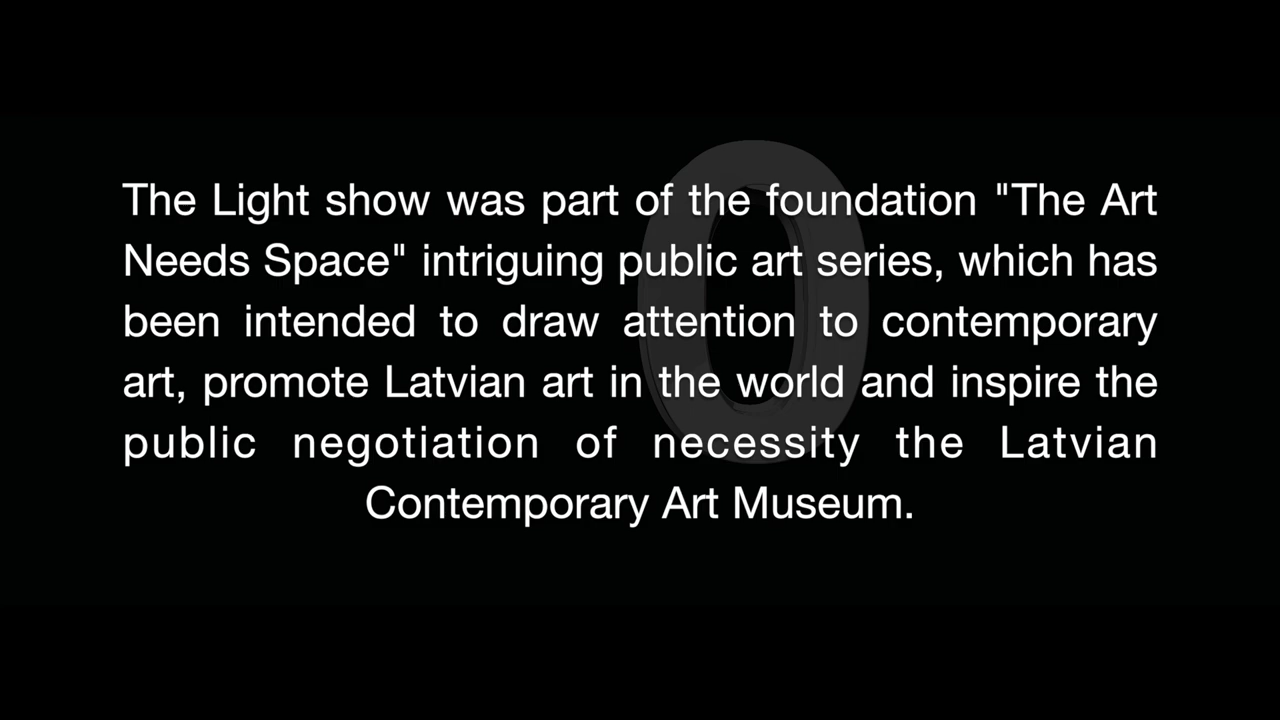 The Light show was part of the foundation "The Art
Needs Space" intriguing public art series, which has
been intended to draw attention to contemporary
art, promote Latvian art in the world and inspire the
public negotiation of necessity the Latvian
Contemporary Art Museum.
0